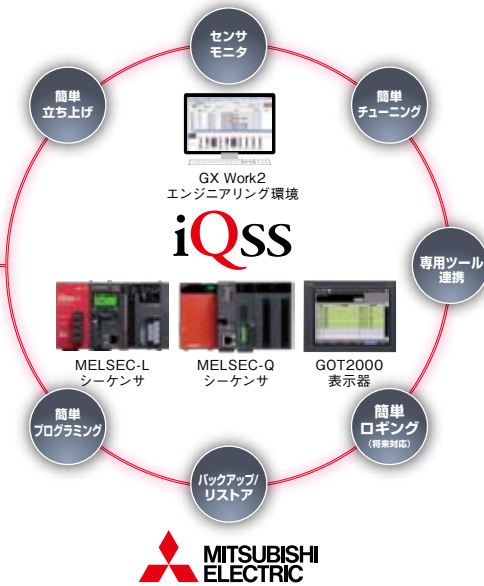 センサ
モニタ
簡単
立ち上げ
簡単
チューニング
GX Work2
エンジニアリング環境
iQss
専用ツール
連携
MELSEC-L
シーケンサ
MELSEC-Q
シーケンサ
GOT2000
表示器
簡単
プログラミング
簡単
ロギング
(将来対応)
バックアップ/
リストア
MITSUBISHI
ELECTRIC